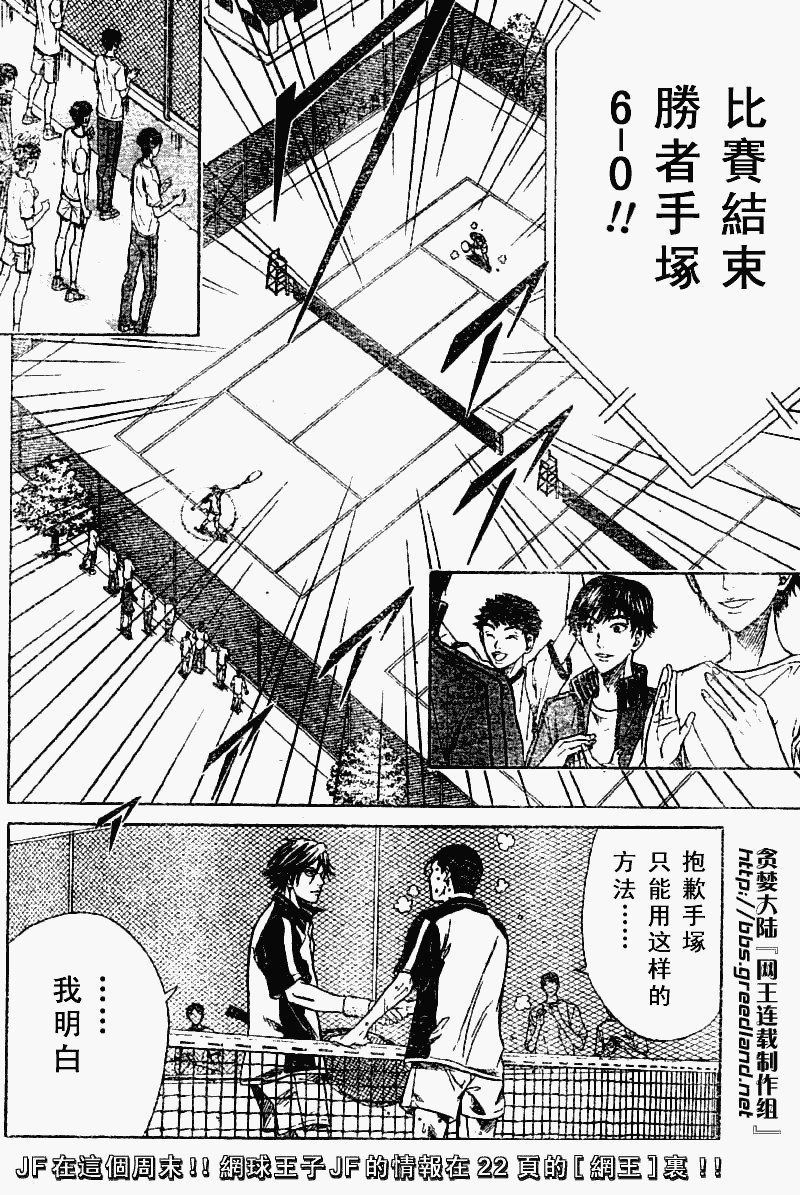 比賽結束
勝者手塚
6-0!!
抱歉手塚
只能用这样的
方法……
……
我明白
贪婪大陆『网王连载制作组』
http://bbs.greedland.net
JF在這個周末!!網球王子JF的情報在22頁的[網王]裏!!